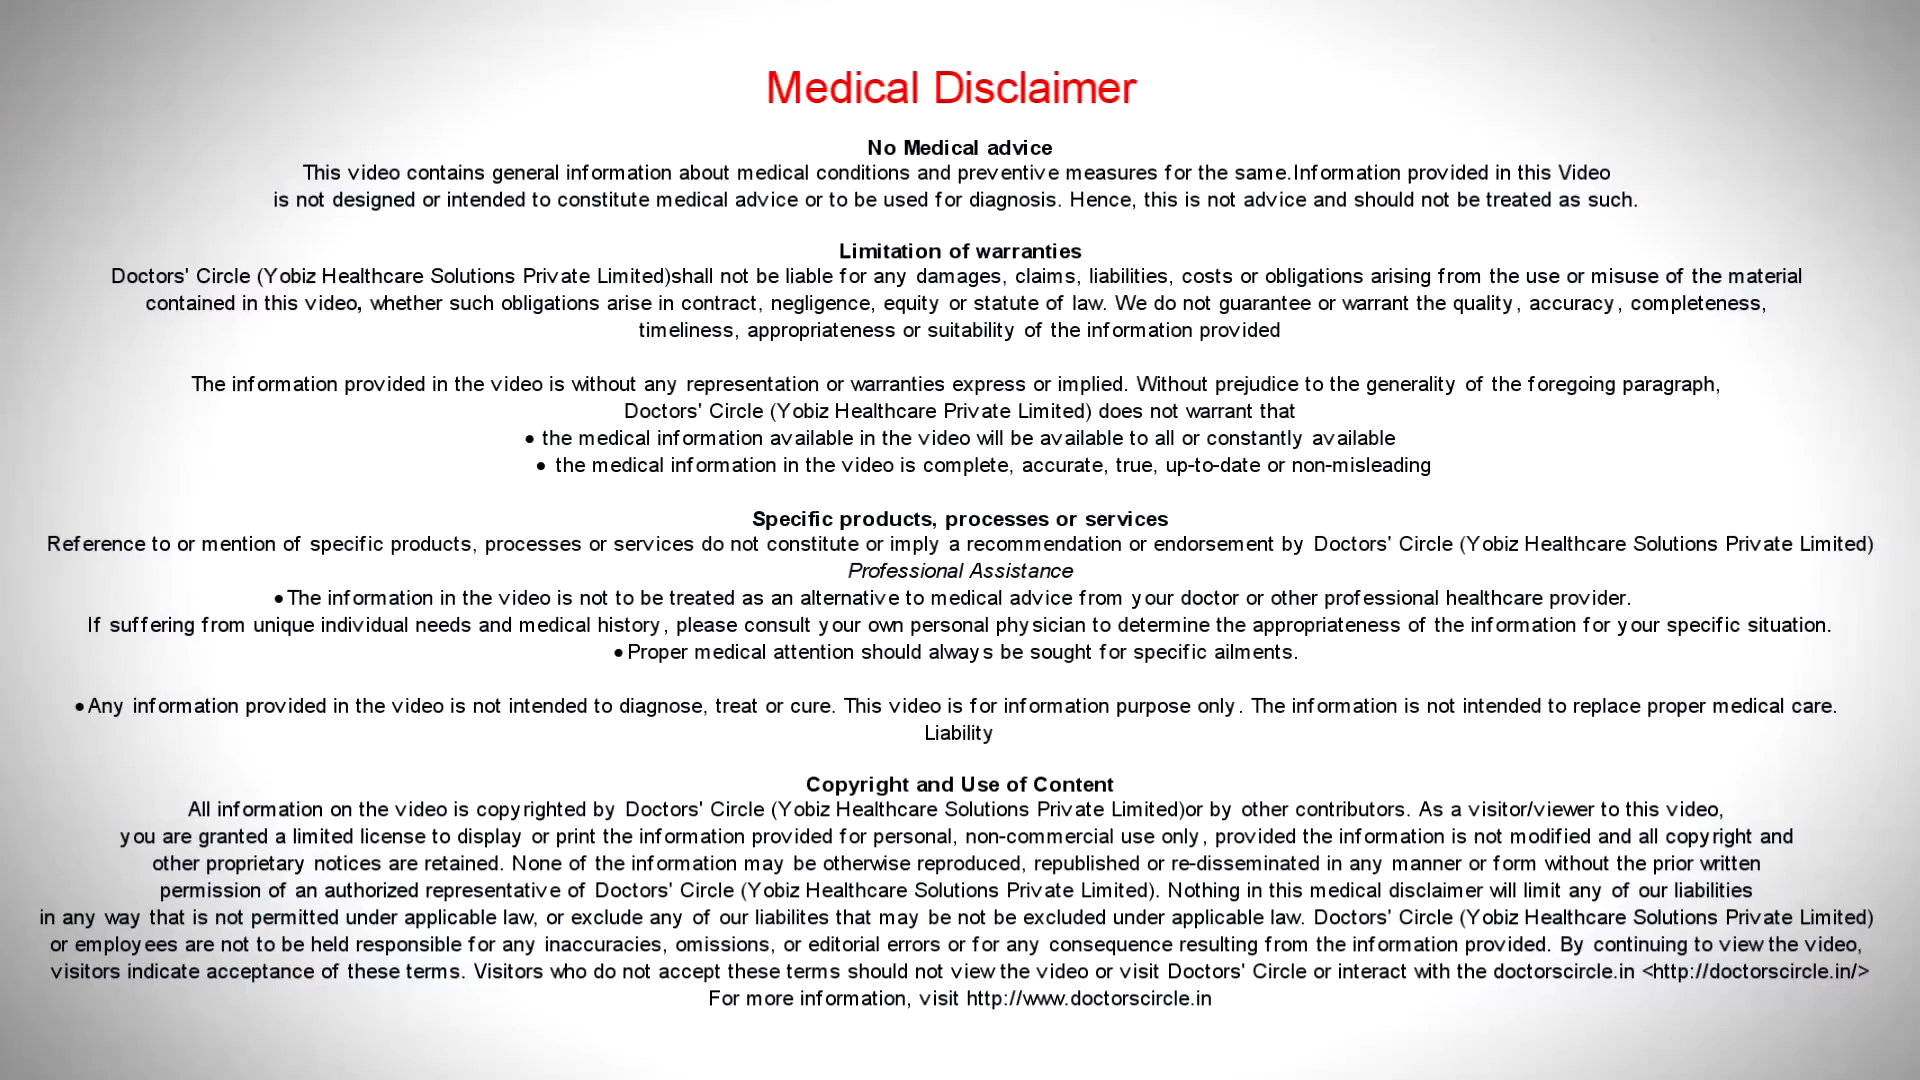 Medical Disclaimer
No Medical advice
This video contains general information about medical conditions and preventive measures for the same.Information provided in this Video
is not designed or intended to constitute medical advice or to be used for diagnosis. Hence, this is not advice and should not be treated as such.
Limitation of warranties
Doctors' Circle (Yobiz Healthcare Solutions Private Limited)shall not be liable for any damages, claims, liabilities, costs or obligations arising from the use or misuse of the material
contained in this video, whether such obligations arise in contract, negligence, equity or statute of law. We do not guarantee or warrant the quality, accuracy, completeness,
timeliness, appropriateness or suitability of the information provided
The information provided in the video is without any representation or warranties express or implied. Without prejudice to the generality of the foregoing paragraph,
Doctors' Circle (Yobiz Healthcare Private Limited) does not warrant that
• the medical information available in the video will be available to all or constantly available
• the medical information in the video is complete, accurate, true, up-to-date or non-misleading
Specific products, processes or services
Reference to or mention of specific products, processes or services do not constitute or imply a recommendation or endorsement by Doctors' Circle (Yobiz Healthcare Solutions Private Limited)
Professional Assistance
•The information in the video is not to be treated as an alternative to medical advice from your doctor or other professional healthcare provider.
If suffering from unique individual needs and medical history, please consult your own personal physician to determine the appropriateness of the information for your specific situation.
•Proper medical attention should always be sought for specific ailments.
•Any information provided in the video is not intended to diagnose, treat or cure. This video is for information purpose only. The information is not intended to replace proper medical care.
Liability
Copyright and Use of Content
All information on the video is copyrighted by Doctors' Circle (Yobiz Healthcare Solutions Private Limited)or by other contributors. As a visitor/viewer to this video,
you are granted a limited license to display or print the information provided for personal, non-commercial use only, provided the information is not modified and all copyright and
other proprietary notices are retained. None of the information may be otherwise reproduced, republished or re-disseminated in any manner or form without the prior written
permission of an authorized representative of Doctors' Circle (Yobiz Healthcare Solutions Private Limited). Nothing in this medical disclaimer will limit any of our liabilities
in any way that is not permitted under applicable law, or exclude any of our liabilites that may be not be excluded under applicable law. Doctors' Circle (Yobiz Healthcare Solutions Private Limited)
or employees are not to be held responsible for any inaccuracies, omissions, or editorial errors or for any consequence resulting from the information provided. By continuing to view the video,
visitors indicate acceptance of these terms. Visitors who do not accept these terms should not view the video or visit Doctors' Circle or interact with the doctorscircle.in <http://doctorscircle.in/>
For more information, visit http://www.doctorscircle.in